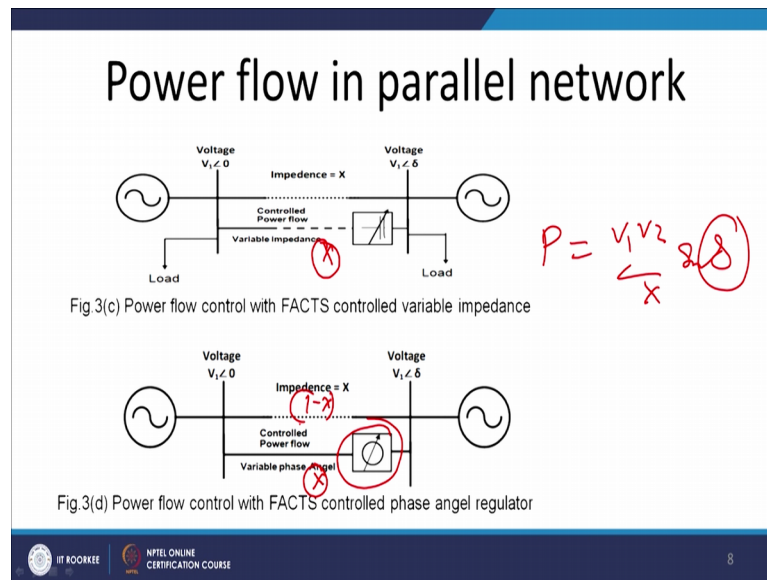 Power flow in parallel network
Voltage
V₁∠0
Voltage
V₁∠δ
Impedence = X
Controlled
Power flow
Variable Impedance
X
Load
Load
P = V₁V2 / X sin δ
Fig.3(c) Power flow control with FACTS controlled variable impedance
Voltage
V₁∠0
Voltage
V₁∠δ
Impedence = X
(1-x)
Controlled
Power flow
Variable phase Angel
X
Fig.3(d) Power flow control with FACTS controlled phase angel regulator
IIT ROORKEE
NPTEL ONLINE
CERTIFICATION COURSE
8